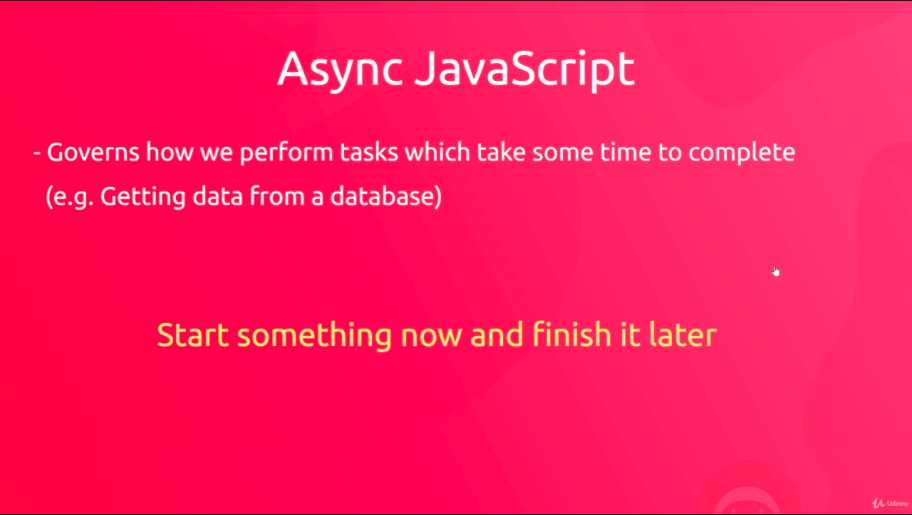 Async JavaScript
- Governs how we perform tasks which take some time to complete
(e.g. Getting data from a database)
Start something now and finish it later
Udemy